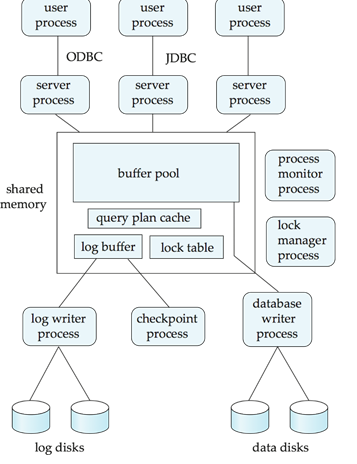 user
process
user
process
user
process
ODBC
JDBC
server
process
server
process
server
process
shared
memory
buffer pool
query plan cache
log buffer
lock table
process
monitor
process
lock
manager
process
log writer
process
checkpoint
process
database
writer
process
log disks
data disks